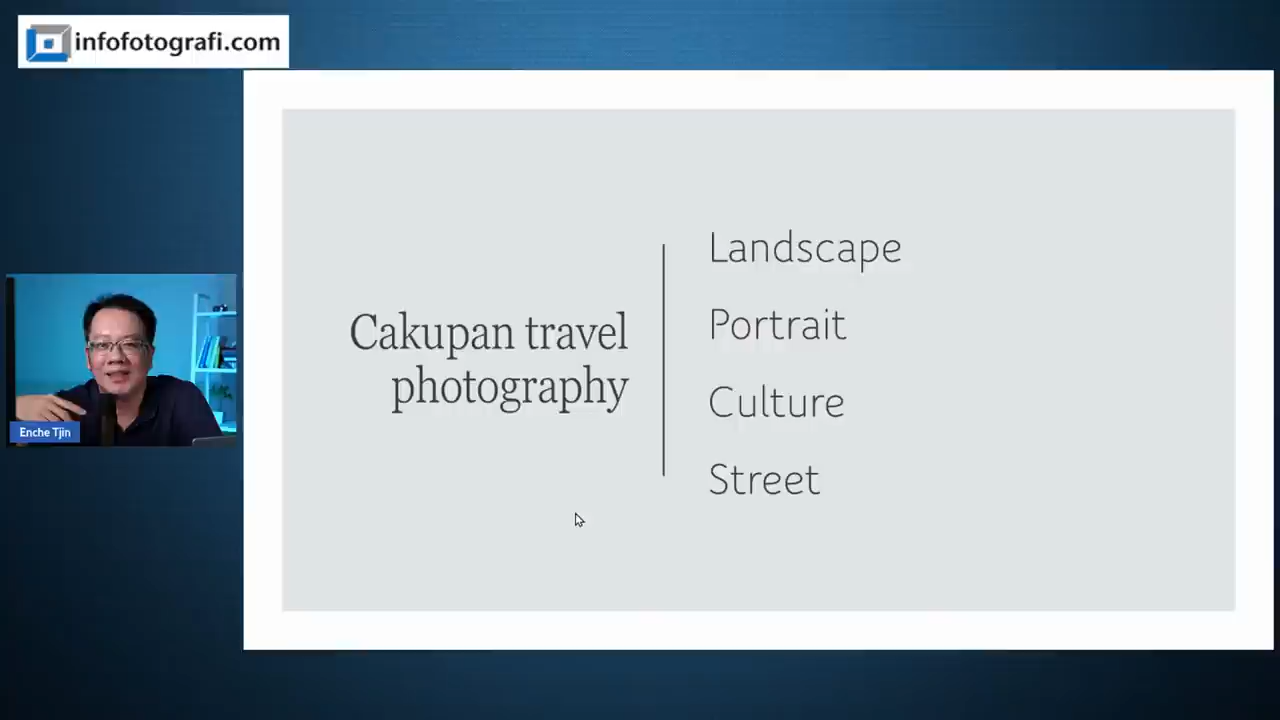 infofotografi.com
Cakupan travel
photography
Landscape
Portrait
Culture
Street
Enche Tjin